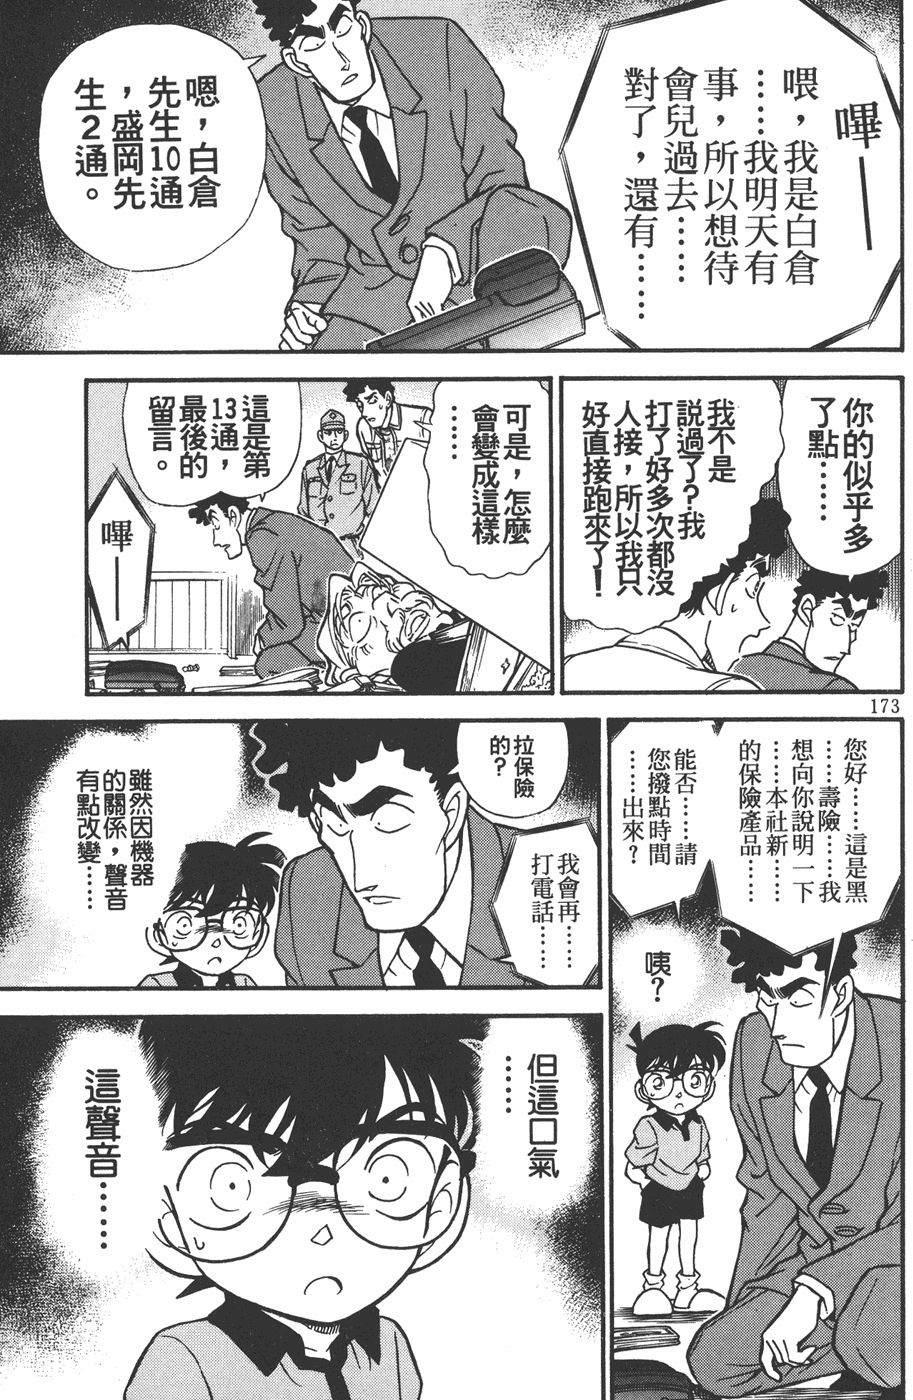 嗶——
喂，我是白倉
……我明天有
事，所以想待
會兒過去……
對了，還有……
嗯，白倉
先生10通
，盛岡先
生2通。
你的似乎多
了點……
我不是
說過了？我
打了好多次都沒
人接，所以我只
好直接跑來了！
可是，怎麼
會變成這樣
……
這是第
13通，
最後的
留言。
嗶——
173
您好……這是黑
……壽險……我
想向你說明一下
……本社新……
的保險產品……
能否……請
您撥點時間
……出來？
咦？
拉保險
的？
我會再
打電話……
雖然因機器
的關係，聲音
有點改變……
但這口氣
……
這聲音……